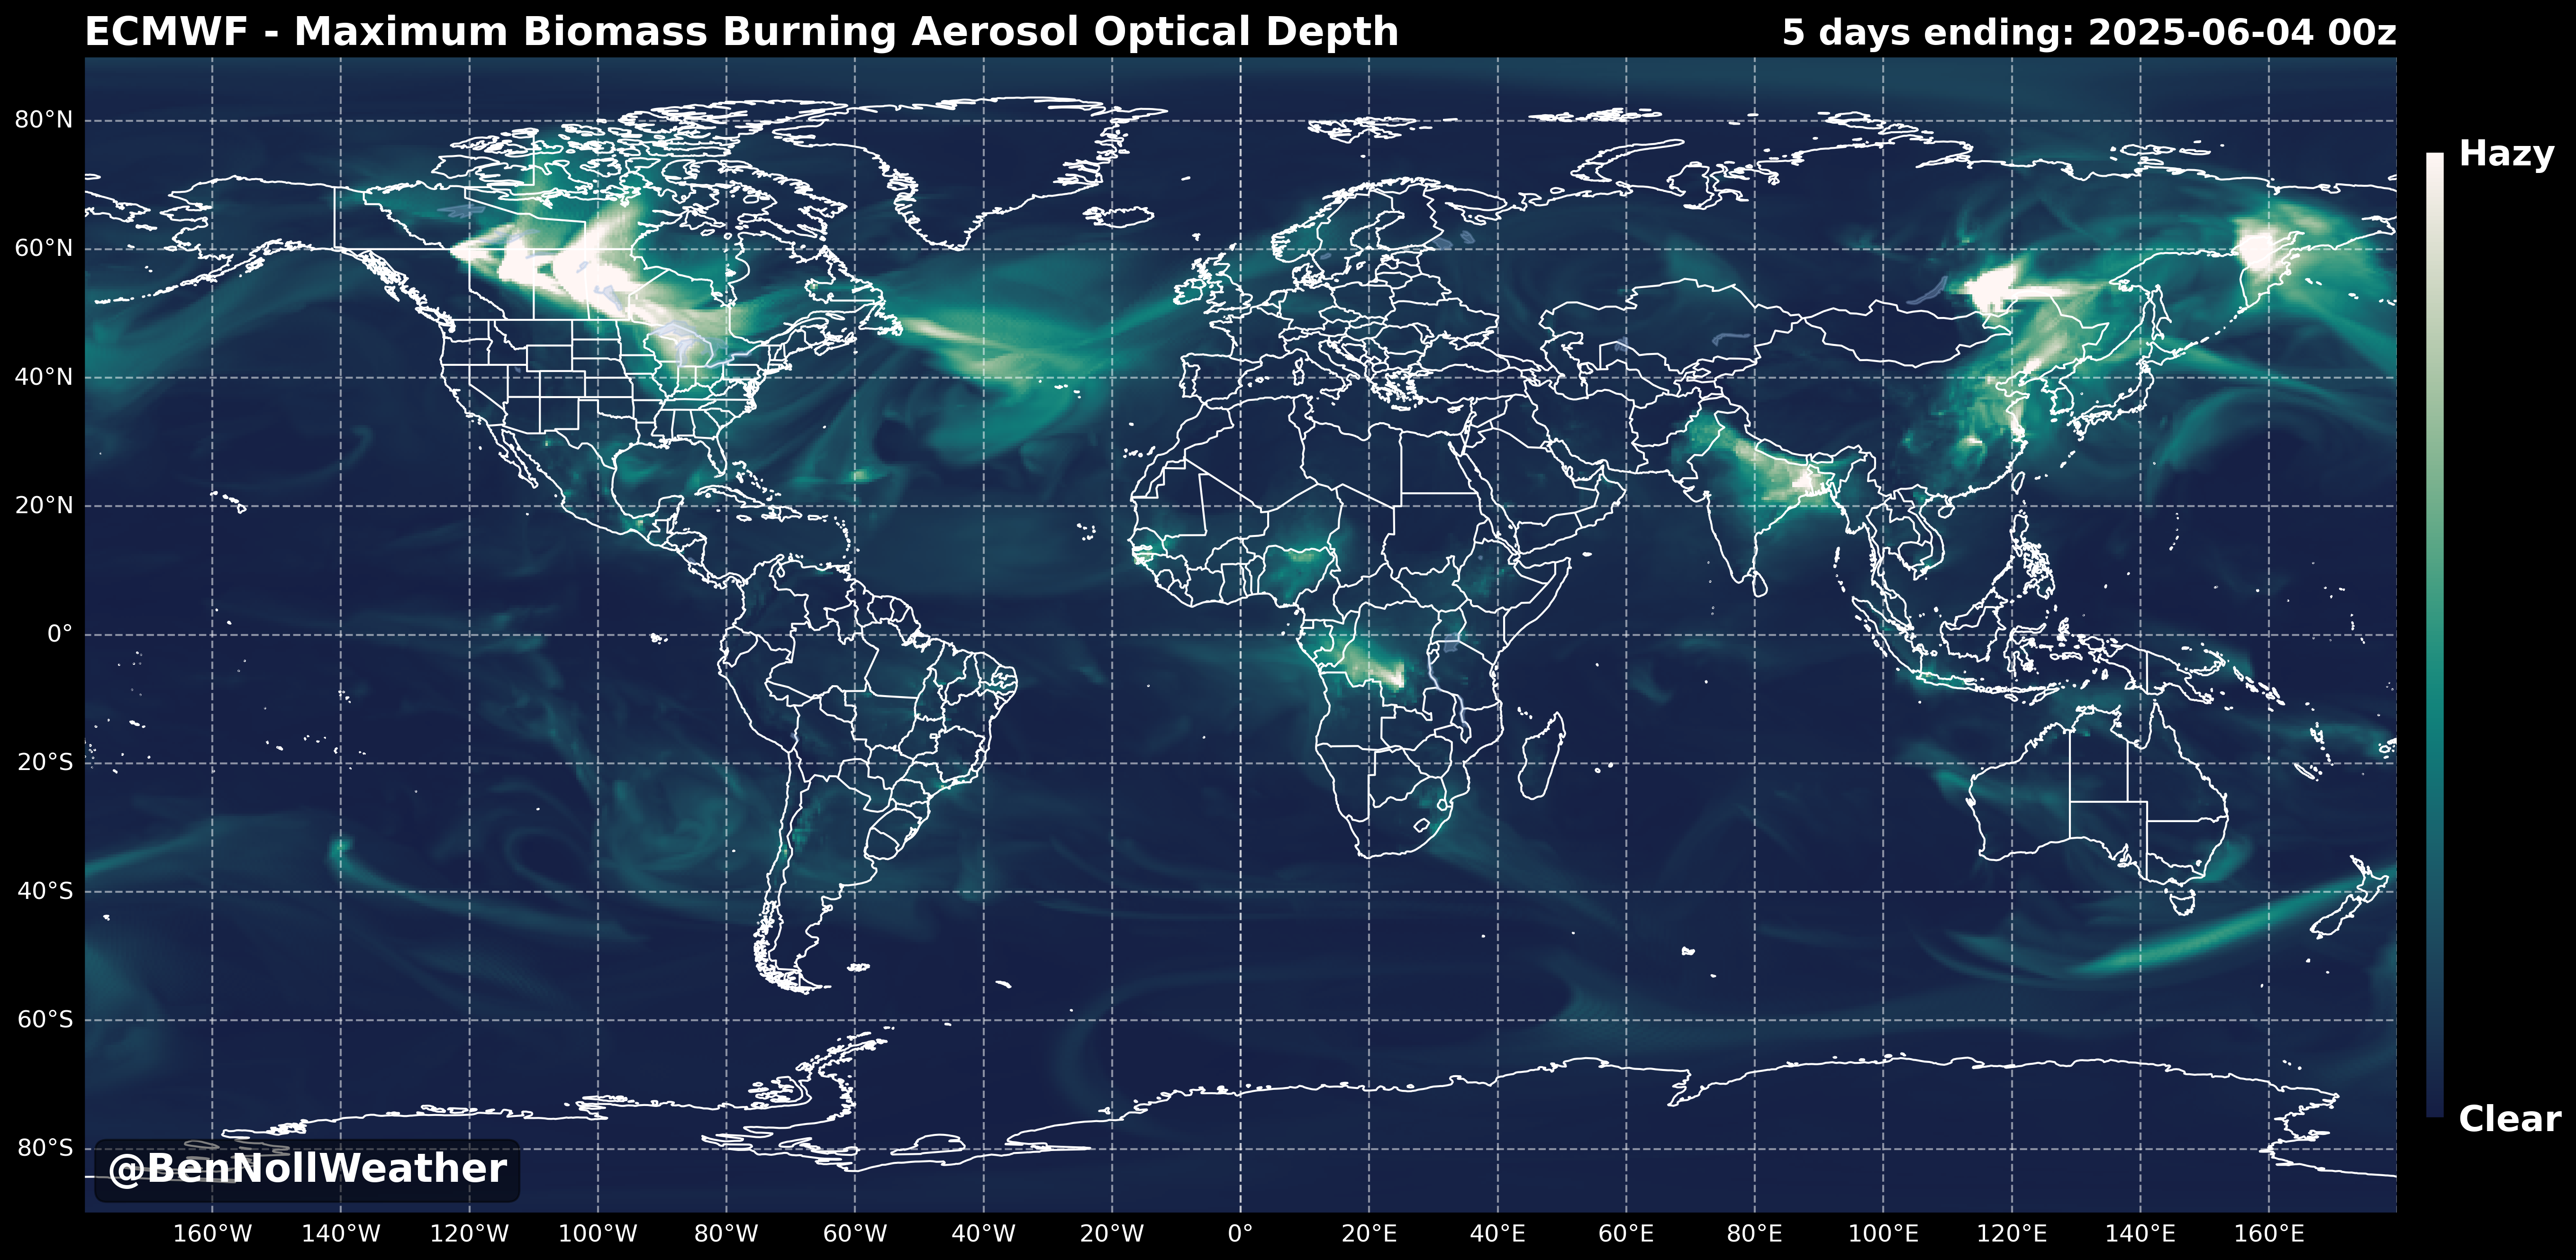 ECMWF - Maximum Biomass Burning Aerosol Optical Depth
5 days ending: 2025-06-04 00z
80°N
60°N
40°N
20°N
0°
20°S
40°S
60°S
80°S
Hazy
Clear
@BenNollWeather
160°W 140°W 120°W 100°W 80°W 60°W 40°W 20°W 0° 20°E 40°E 60°E 80°E 100°E 120°E 140°E 160°E